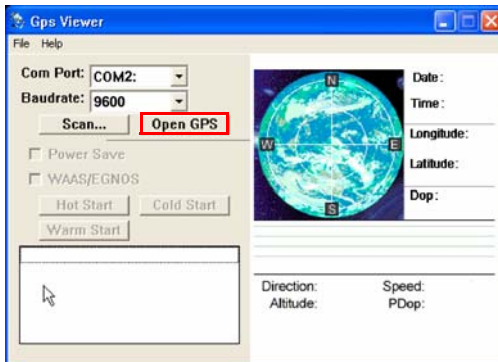 Gps Viewer
File Help
Com Port: COM2:
Baudrate: 9600
Scan... Open GPS
Power Save
WAAS/EGNOS
Hot Start Cold Start
Warm Start
N
W
E
S
Date:
Time:
Longitude:
Latitude:
Dop:
Direction: Speed:
Altitude: PDop: